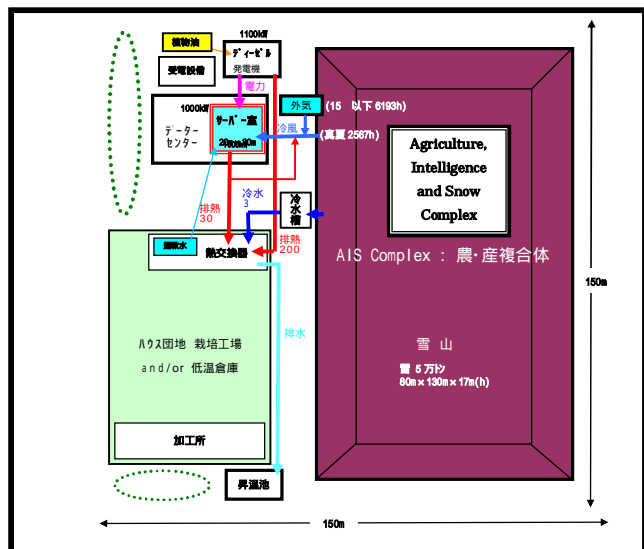 1100kW
植物油
ディーゼル
発電機
受電設備
電力
外気
(15 以下 6193h)
1000kW
サーバー室
冷風
(真夏 2567h)
データー
センター
Agriculture,
Intelligence
and Snow
Complex
冷水
3
冷水槽
排熱
30
排熱
200
熱交換器
AIS Complex : 農・産複合体
150m
排水
ハウス団地 栽培工場
and/or 低温倉庫
雪 山
雪 5 万トン
80m×130m×17m(h)
加工所
昇温池
150m